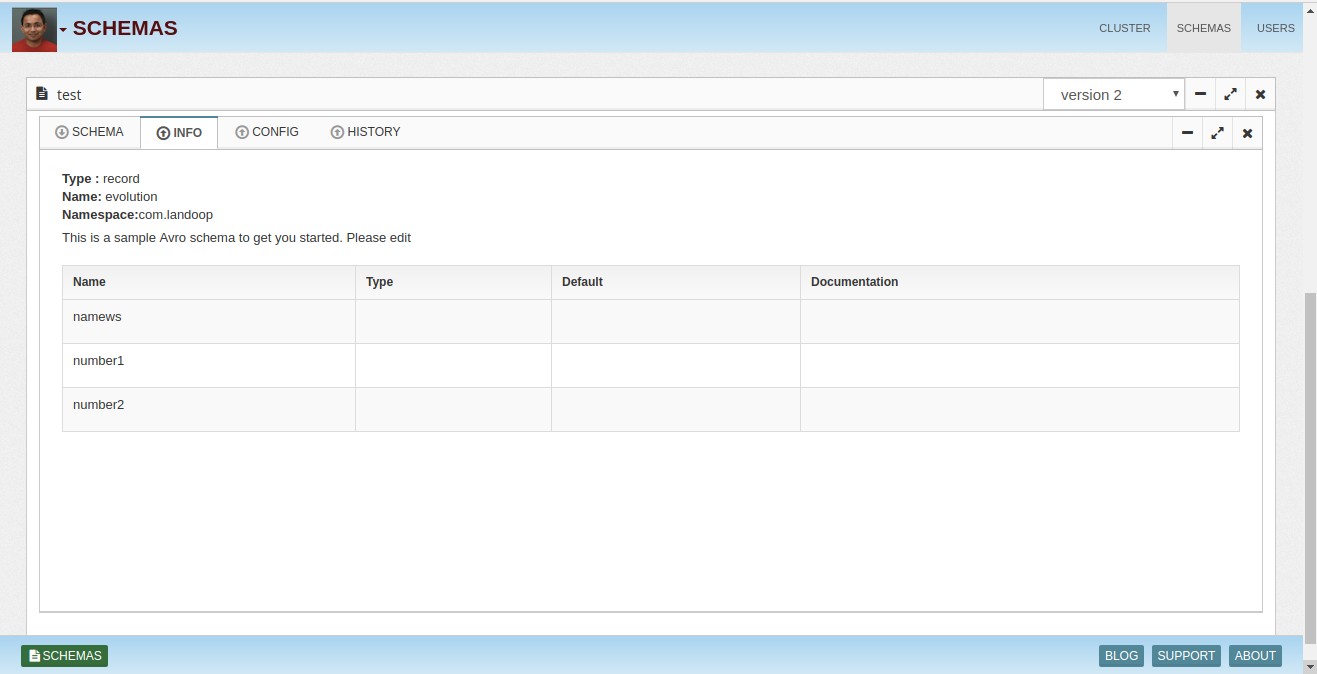 SCHEMAS
CLUSTER SCHEMAS USERS
test version 2
SCHEMA INFO CONFIG HISTORY
Type : record
Name: evolution
Namespace:com.landoop
This is a sample Avro schema to get you started. Please edit
Name Type Default Documentation
namews
number1
number2
SCHEMAS BLOG SUPPORT ABOUT